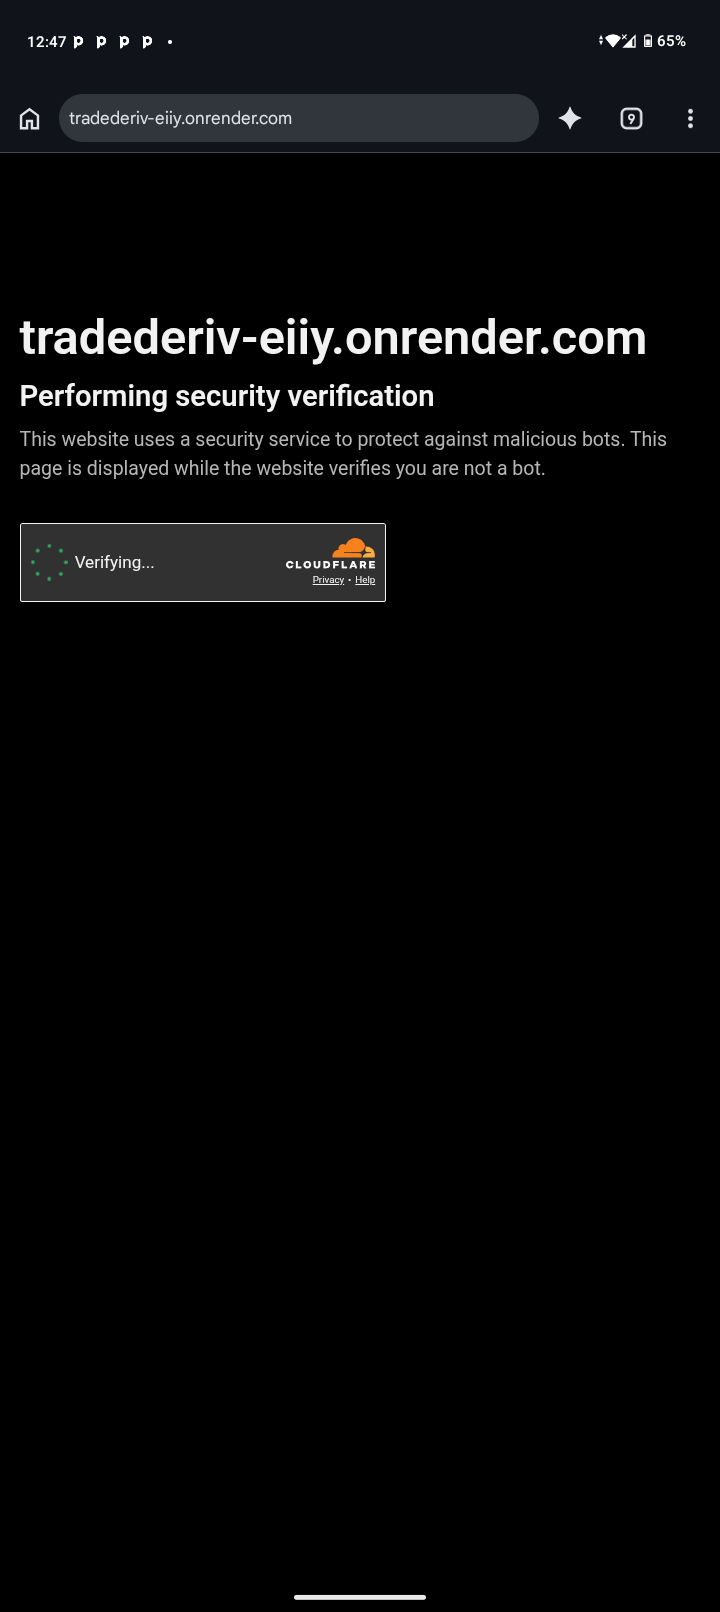 12:47
65%
tradederiv-eiiy.onrender.com
9
tradederiv-eiiy.onrender.com
Performing security verification
This website uses a security service to protect against malicious bots. This
page is displayed while the website verifies you are not a bot.
Verifying...
CLOUDFLARE
Privacy • Help